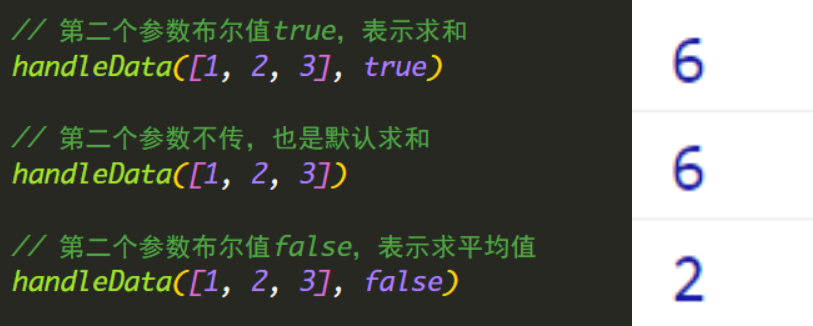 // 第二个参数布尔值true，表示求和
handleData([1, 2, 3], true)
6
// 第二个参数不传，也是默认求和
handleData([1, 2, 3])
6
// 第二个参数布尔值false，表示求平均值
handleData([1, 2, 3], false)
2